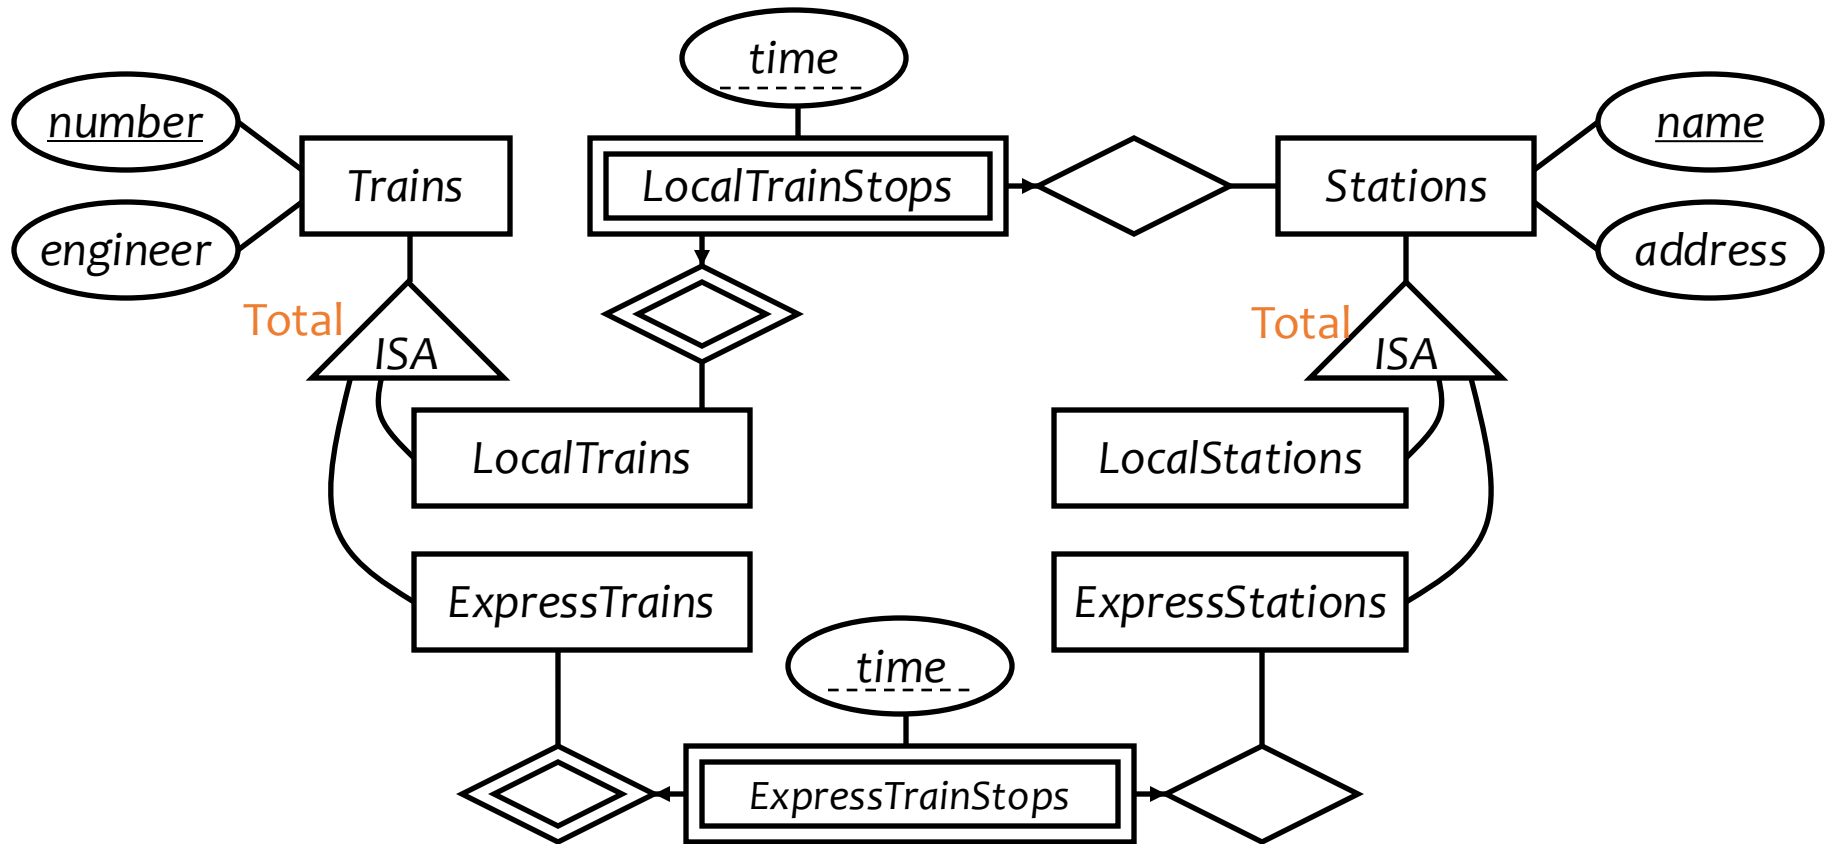 time
number
name
Trains
LocalTrainStops
Stations
engineer
address
Total
ISA
Total
ISA
LocalTrains
LocalStations
ExpressTrains
ExpressStations
time
ExpressTrainStops